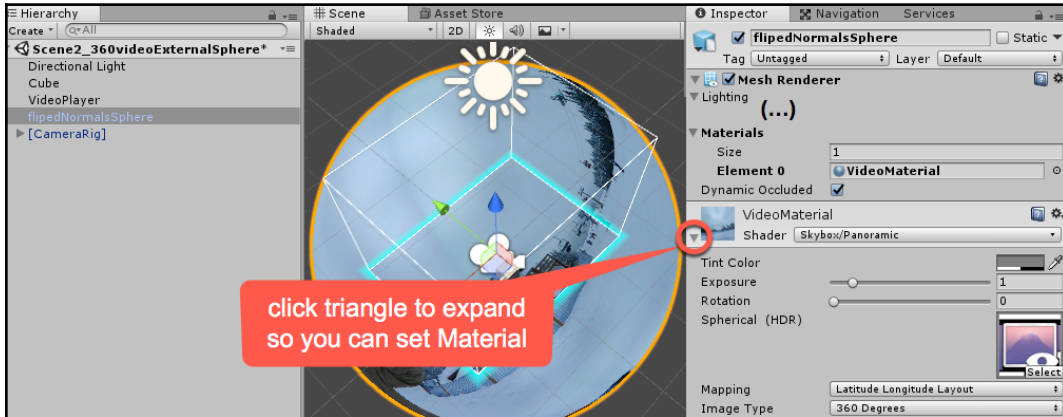 Hierarchy
Create
All
Scene2_360videoExternalSphere*
Directional Light
Cube
VideoPlayer
flipedNormalsSphere
[CameraRig]
Scene
Asset Store
Shaded
2D
click triangle to expand
so you can set Material
Inspector
Navigation
Services
flipedNormalsSphere
Static
Tag Untagged
Layer Default
Mesh Renderer
Lighting
(...)
Materials
Size 1
Element 0 VideoMaterial
Dynamic Occluded
VideoMaterial
Shader Skybox/Panoramic
Tint Color
Exposure 1
Rotation 0
Spherical (HDR)
Select
Mapping Latitude Longitude Layout
Image Type 360 Degrees